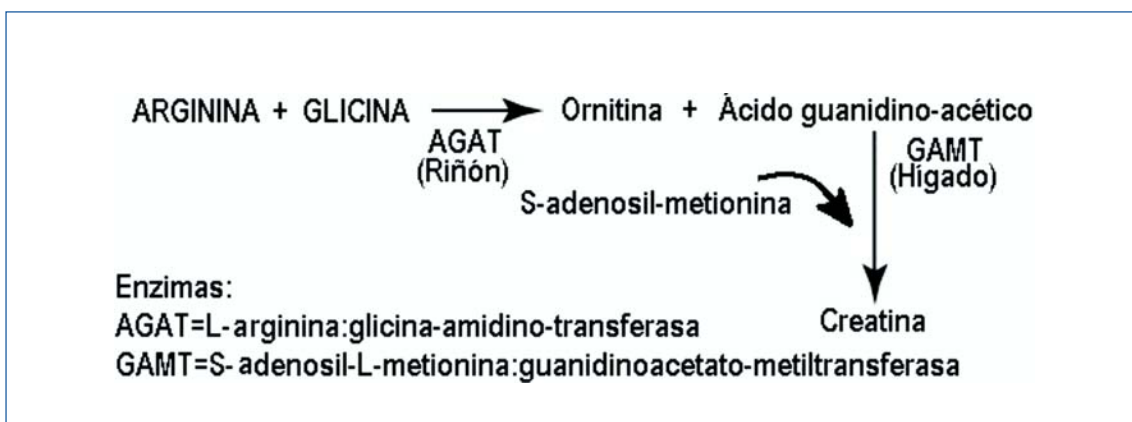 ARGININA + GLICINA Ornitina + Ácido guanidino-acético
AGAT
(Riñón)
GAMT
(Hígado)
S-adenosil-metionina
Creatina
Enzimas:
AGAT=L-arginina:glicina-amidino-transferasa
GAMT=S-adenosil-L-metionina:guanidinoacetato-metiltransferasa